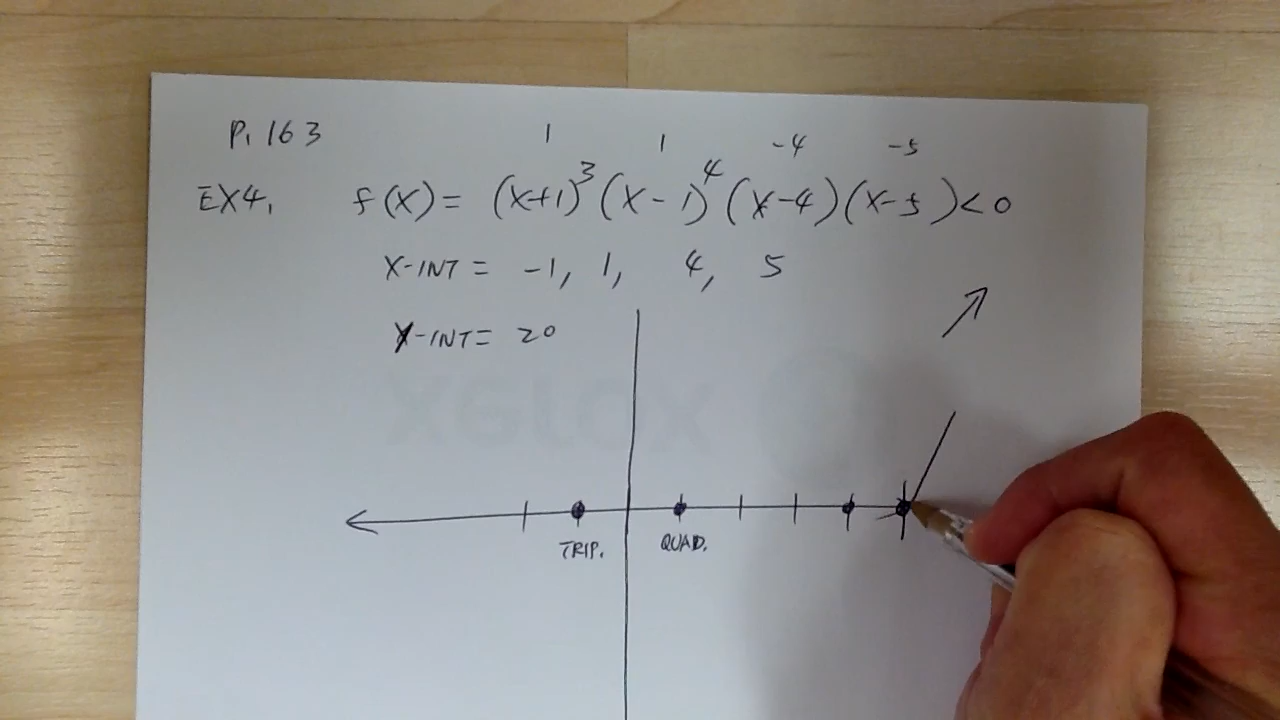 P. 163
1 1 -4 -5
EX4. f(x) = (x+1)³(x-1)⁴(x-4)(x-5)<0
X-INT = -1, 1, 4, 5
Y-INT = 20
TRIP. QUAD.